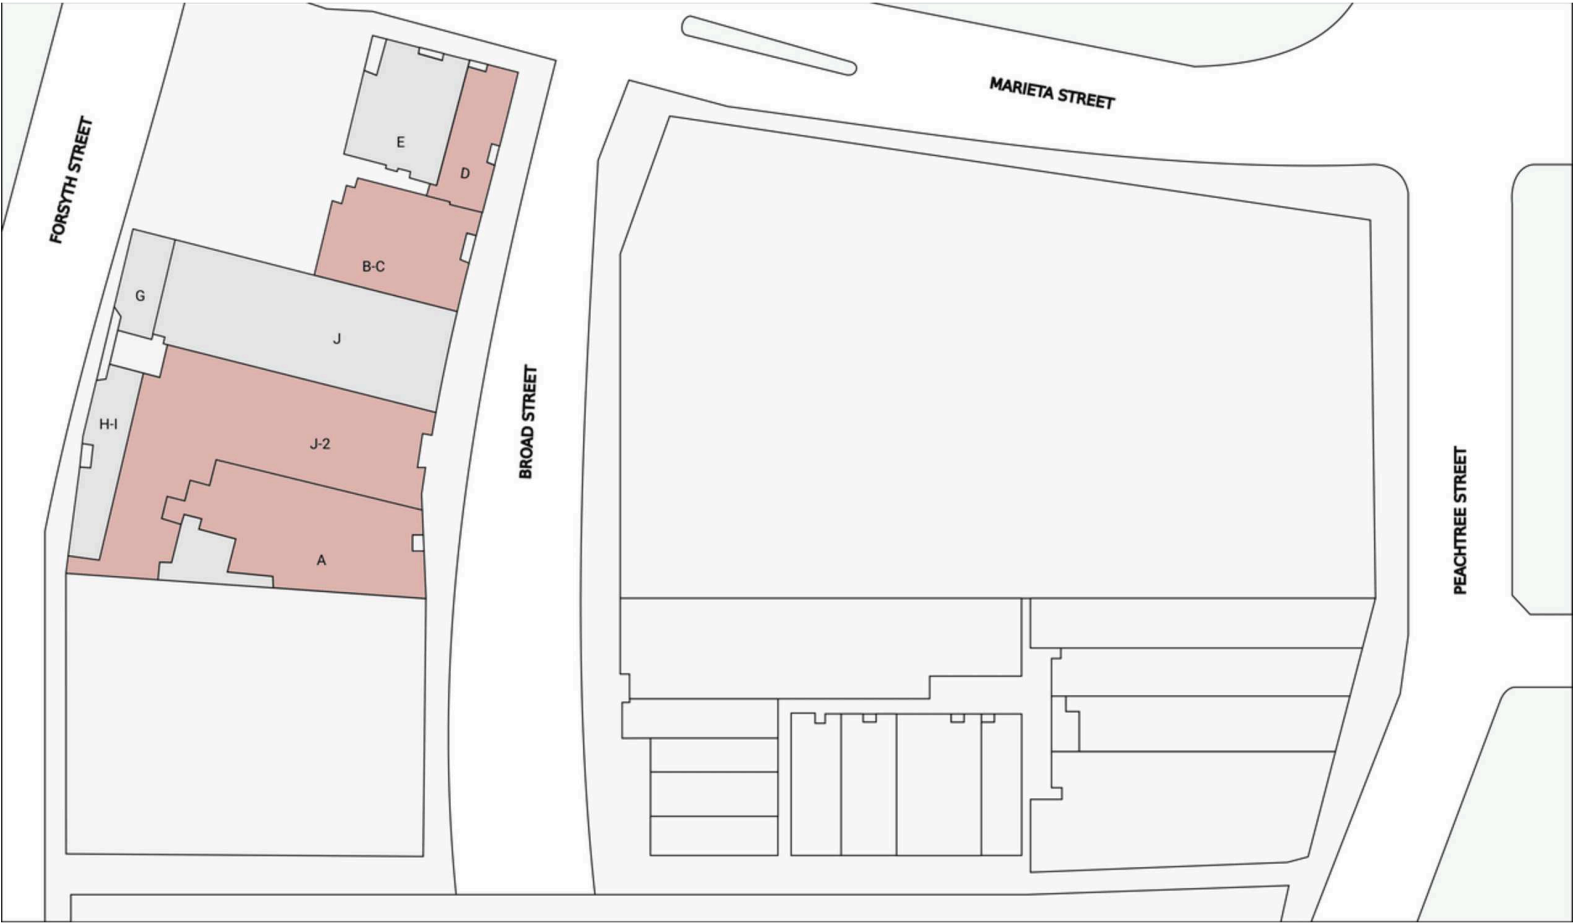 MARIETA STREET
FORSYTH STREET
E
D
B-C
G
J
H-I
J-2
A
BROAD STREET
PEACHTREE STREET